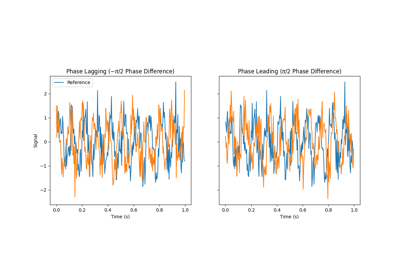 Phase Lagging (−π/2 Phase Difference)
Phase Leading (π/2 Phase Difference)
Reference
Signal
2
1
0
−1
−2
0.0 0.2 0.4 0.6 0.8 1.0
0.0 0.2 0.4 0.6 0.8 1.0
Time (s)
Time (s)